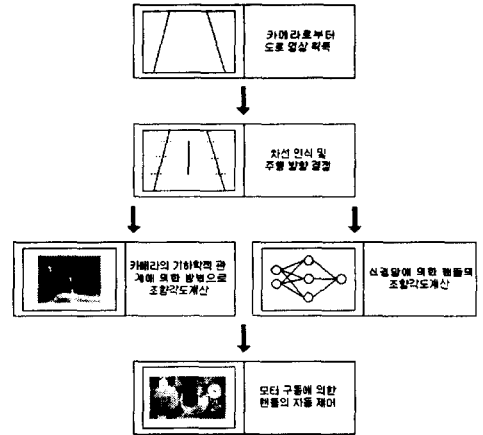 카메라로부터
도로 영상 획득
차선 인식 및
주행 방향 결정
카메라의 기하학적 관
계에 의한 방법으로
조향각도계산
신경망에 의한 핸들의
조향각도계산
모터 구동에 의한
핸들의 자동 제어